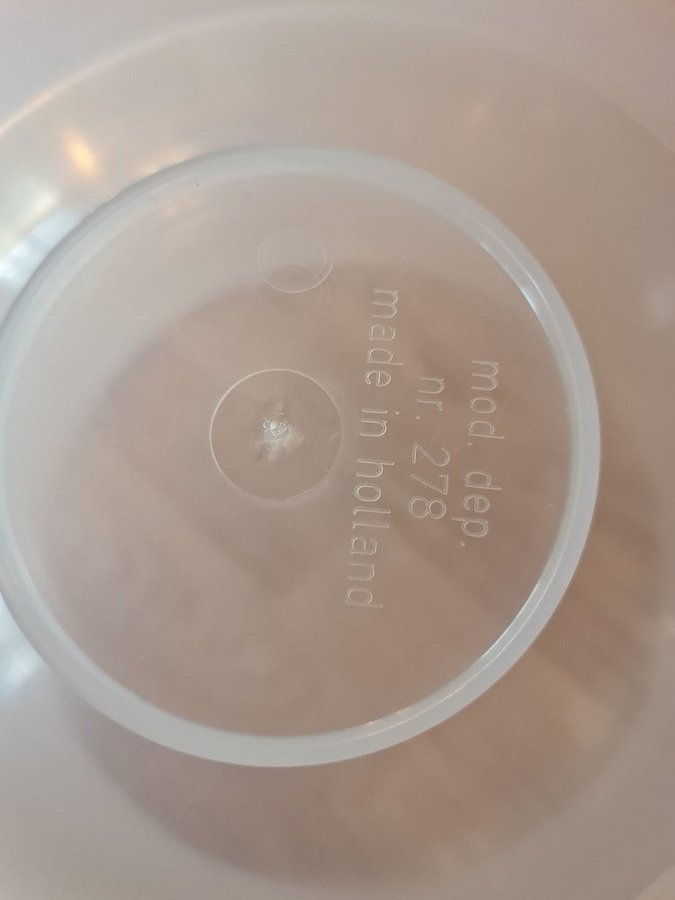 mod. dep.
nr. 278
made in holland